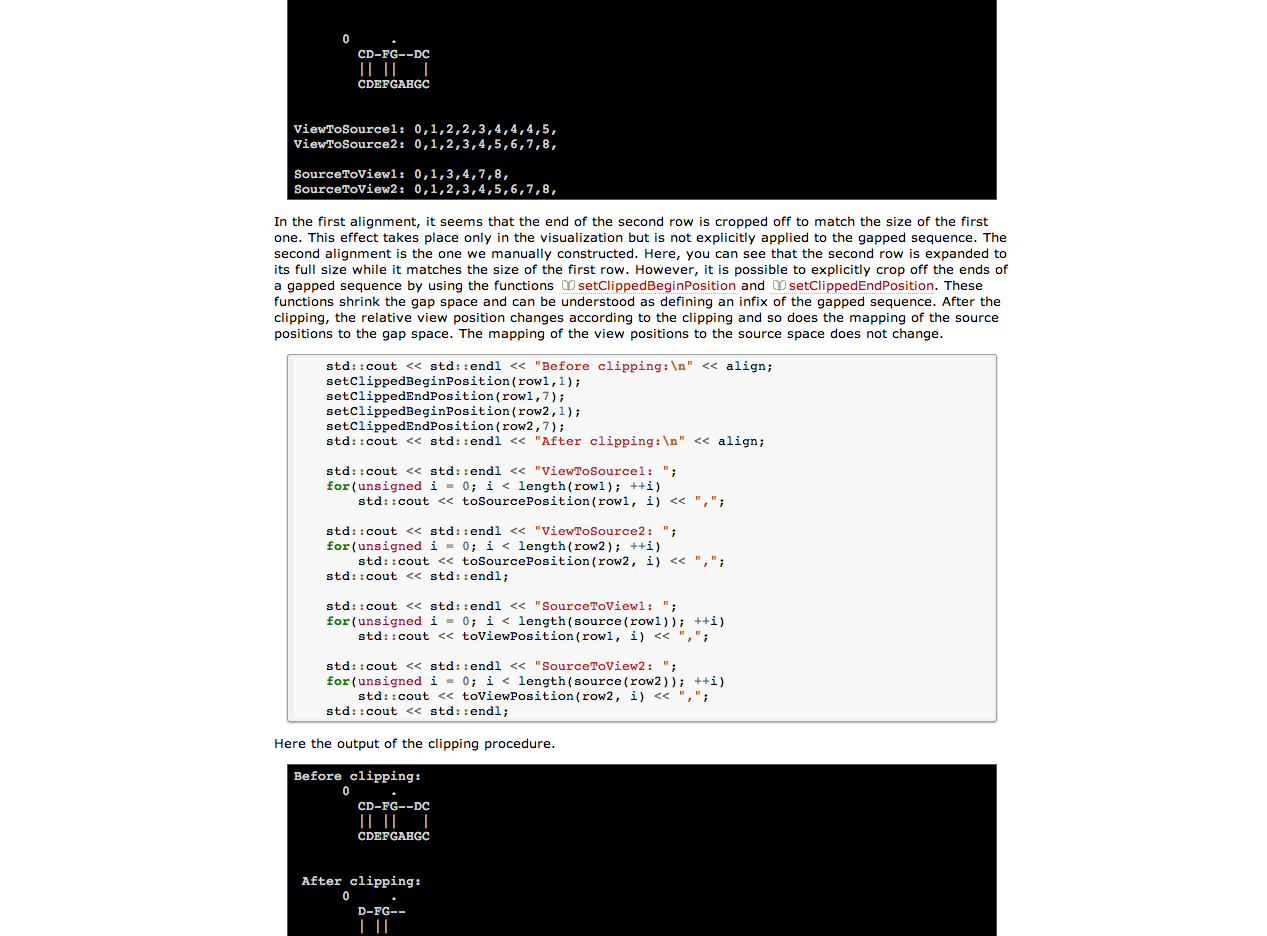 0     .
CD-FG--DC
|| ||   |
CDEFGAHGC
ViewToSource1: 0,1,2,2,3,4,4,4,5,
ViewToSource2: 0,1,2,3,4,5,6,7,8,
SourceToView1: 0,1,3,4,7,8,
SourceToView2: 0,1,2,3,4,5,6,7,8,
In the first alignment, it seems that the end of the second row is cropped off to match the size of the first
one. This effect takes place only in the visualization but is not explicitly applied to the gapped sequence. The
second alignment is the one we manually constructed. Here, you can see that the second row is expanded to
its full size while it matches the size of the first row. However, it is possible to explicitly crop off the ends of
a gapped sequence by using the functions setClippedBeginPosition and setClippedEndPosition. These
functions shrink the gap space and can be understood as defining an infix of the gapped sequence. After the
clipping, the relative view position changes according to the clipping and so does the mapping of the source
positions to the gap space. The mapping of the view positions to the source space does not change.
std::cout << std::endl << "Before clipping:\n" << align;
setClippedBeginPosition(row1,1);
setClippedEndPosition(row1,7);
setClippedBeginPosition(row2,1);
setClippedEndPosition(row2,7);
std::cout << std::endl << "After clipping:\n" << align;
std::cout << std::endl << "ViewToSource1: ";
for(unsigned i = 0; i < length(row1); ++i)
    std::cout << toSourcePosition(row1, i) << ",";
std::cout << std::endl << "ViewToSource2: ";
for(unsigned i = 0; i < length(row2); ++i)
    std::cout << toSourcePosition(row2, i) << ",";
std::cout << std::endl;
std::cout << std::endl << "SourceToView1: ";
for(unsigned i = 0; i < length(source(row1)); ++i)
    std::cout << toViewPosition(row1, i) << ",";
std::cout << std::endl << "SourceToView2: ";
for(unsigned i = 0; i < length(source(row2)); ++i)
    std::cout << toViewPosition(row2, i) << ",";
std::cout << std::endl;
Here the output of the clipping procedure.
Before clipping:
0     .
CD-FG--DC
|| ||   |
CDEFGAHGC
After clipping:
0     .
D-FG--
| ||